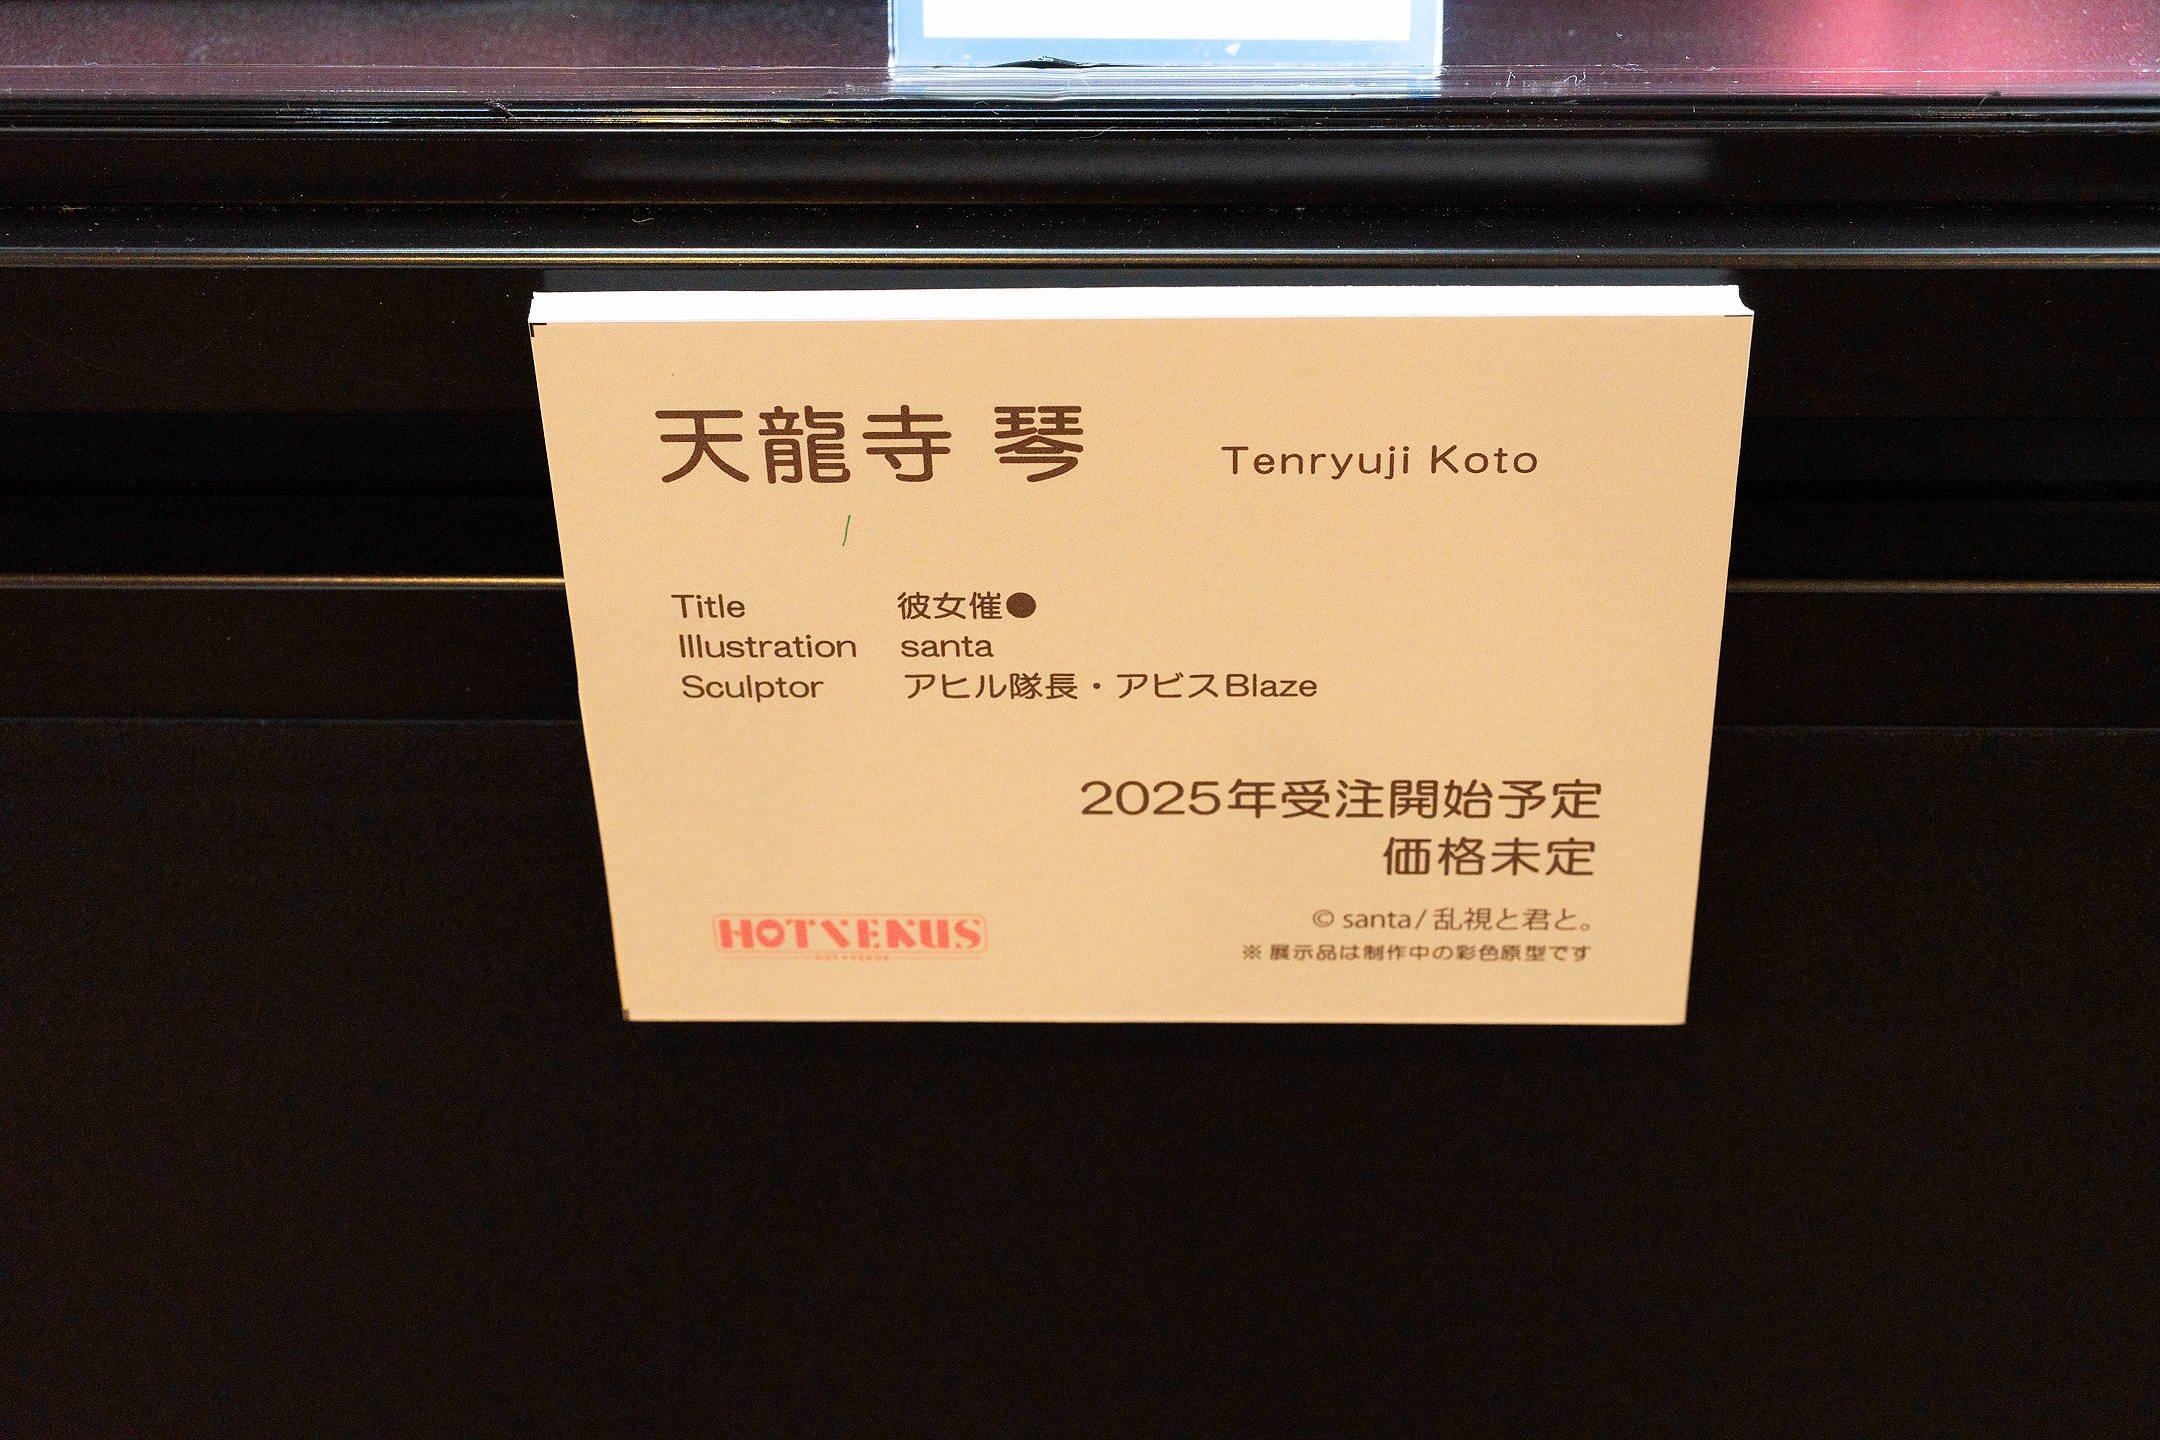 天龍寺 琴 Tenryuji Koto
Title 彼女催●
Illustration santa
Sculptor アヒル隊長・アビスBlaze
2025年受注開始予定
価格未定
© santa/乱視と君と。
HOTVENUS
※ 展示品は制作中の彩色原型です